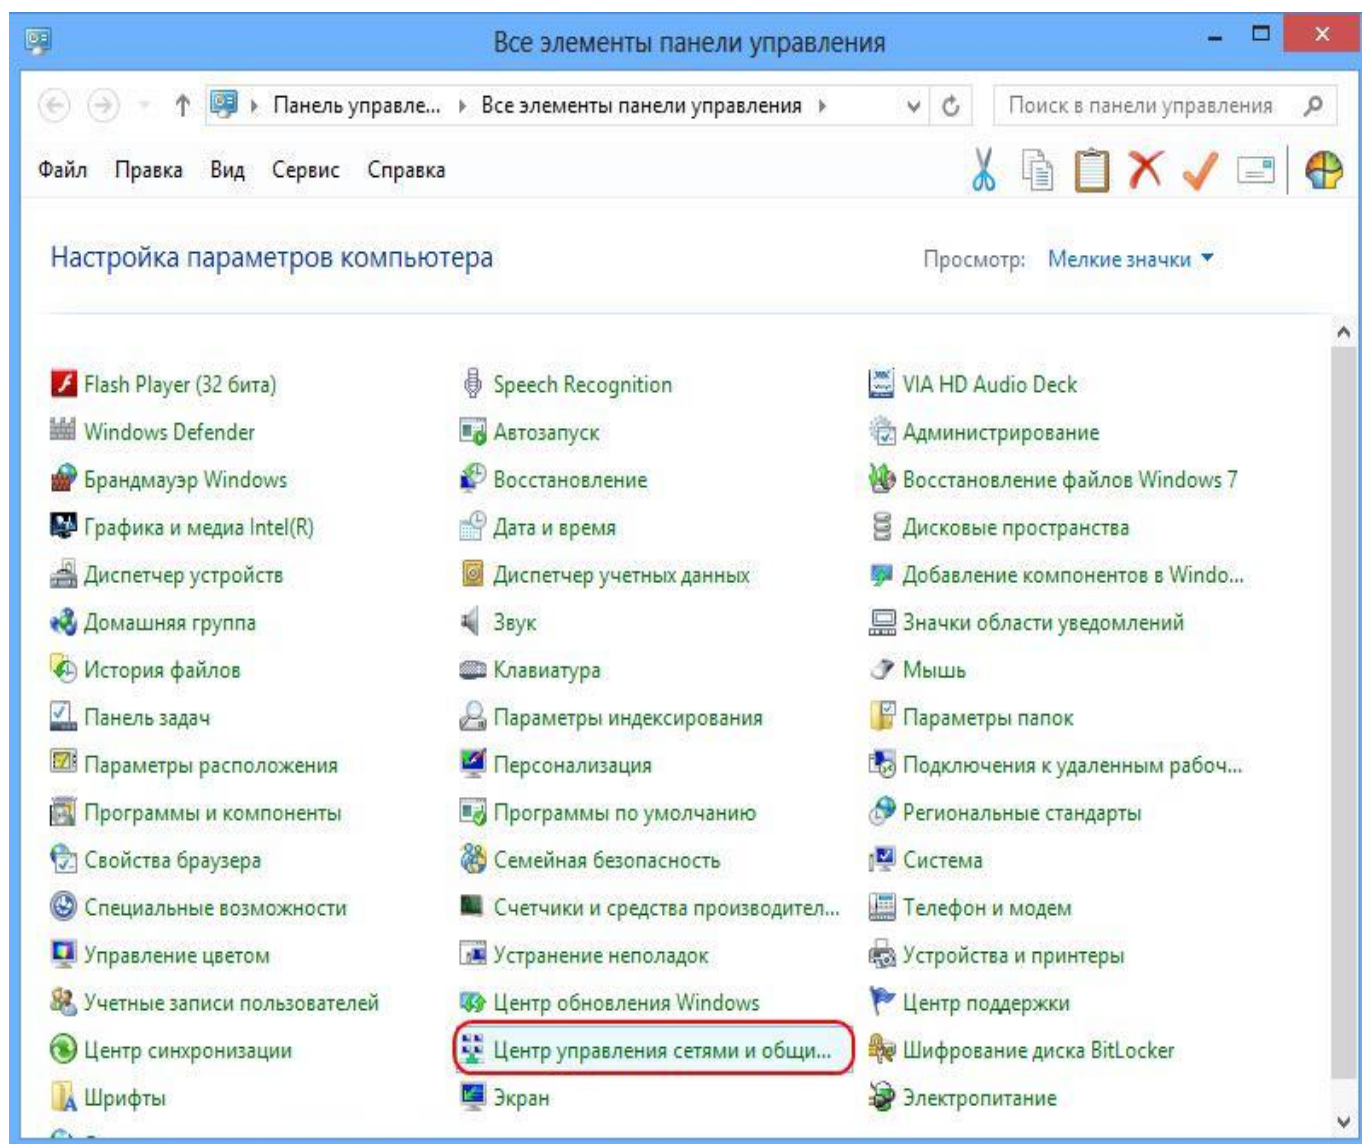 Все элементы панели управления
Панель управле... Все элементы панели управления Поиск в панели управления
Файл Правка Вид Сервис Справка
Настройка параметров компьютера Просмотр: Мелкие значки
Flash Player (32 бита) Speech Recognition VIA HD Audio Deck
Windows Defender Автозапуск Администрирование
Брандмауэр Windows Восстановление Восстановление файлов Windows 7
Графика и медиа Intel(R) Дата и время Дисковые пространства
Диспетчер устройств Диспетчер учетных данных Добавление компонентов в Windo...
Домашняя группа Звук Значки области уведомлений
История файлов Клавиатура Мышь
Панель задач Параметры индексирования Параметры папок
Параметры расположения Персонализация Подключения к удаленным рабоч...
Программы и компоненты Программы по умолчанию Региональные стандарты
Свойства браузера Семейная безопасность Система
Специальные возможности Счетчики и средства производител... Телефон и модем
Управление цветом Устранение неполадок Устройства и принтеры
Учетные записи пользователей Центр обновления Windows Центр поддержки
Центр синхронизации Центр управления сетями и общи... Шифрование диска BitLocker
Шрифты Экран Электропитание